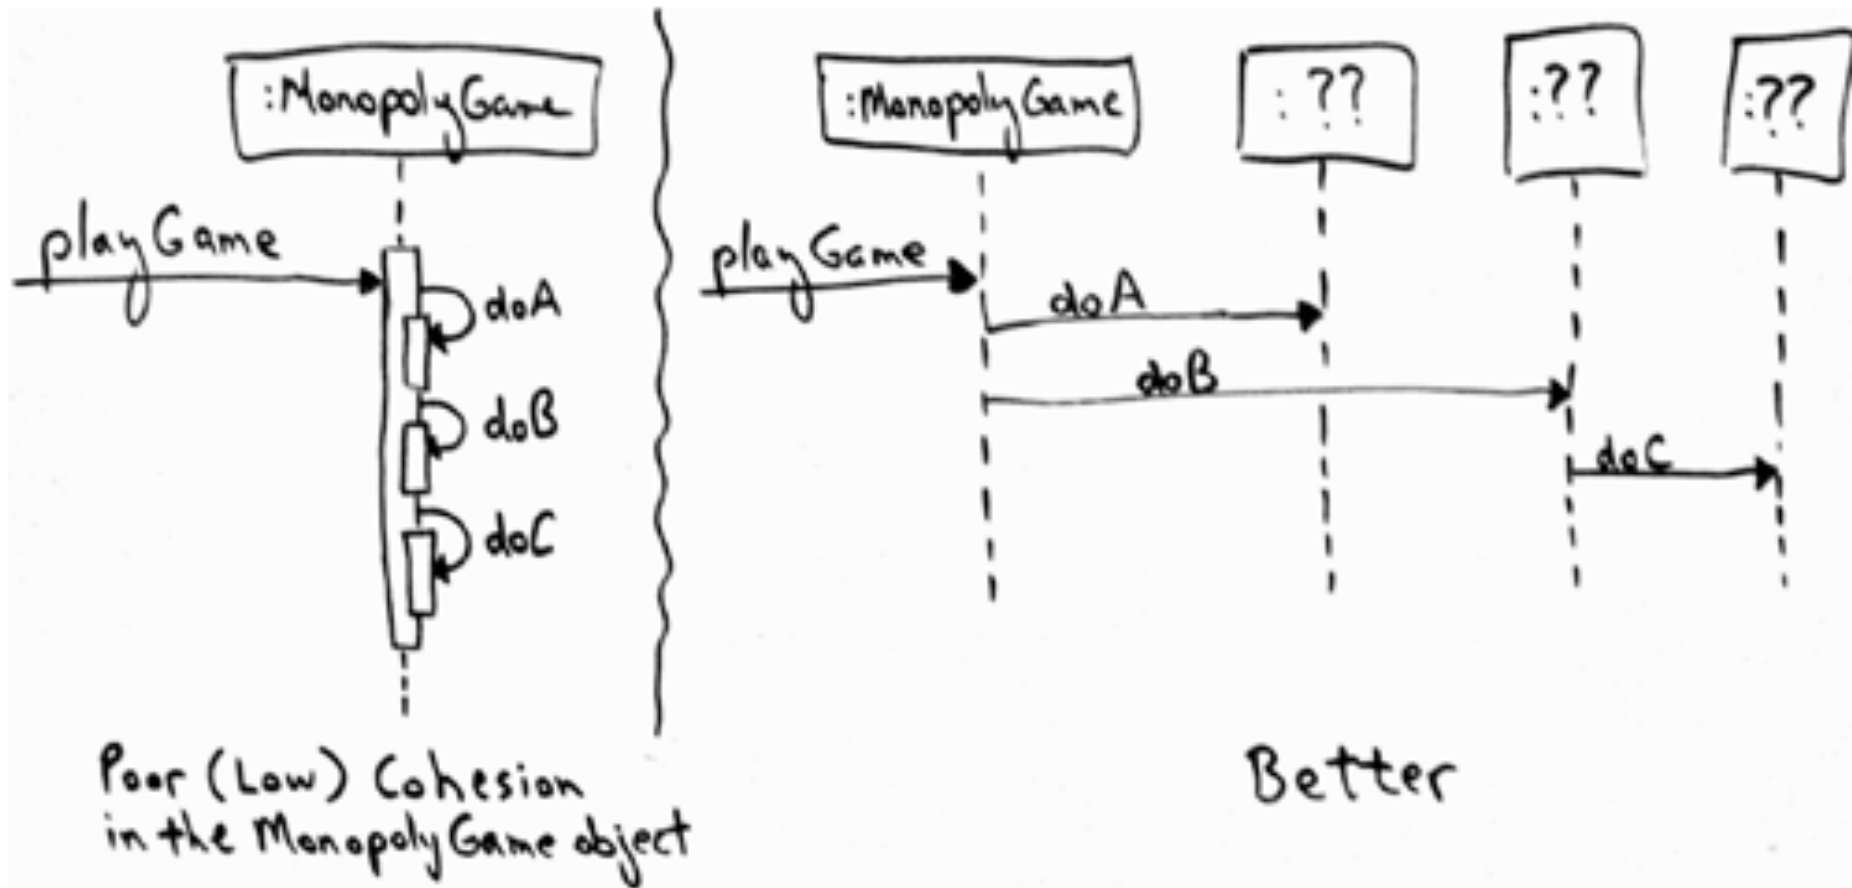 :MonopolyGame
playGame
doA
doB
doC
Poor (Low) Cohesion
in the MonopolyGame object
:MonopolyGame
: ??
:??
:??
playGame
doA
doB
doC
Better